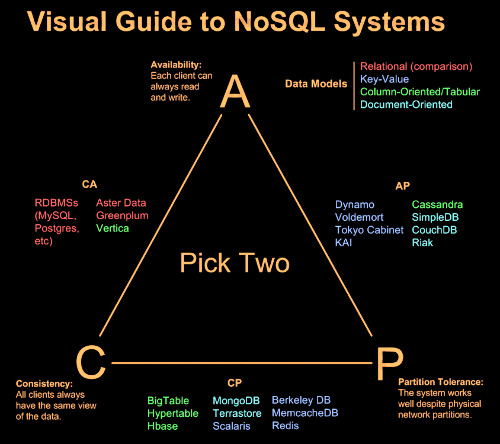 Visual Guide to NoSQL Systems
Availability:
Each client can
always read
and write.
A
Data Models
Relational (comparison)
Key-Value
Column-Oriented/Tabular
Document-Oriented
CA
RDBMSs
(MySQL,
Postgres,
etc)
Aster Data
Greenplum
Vertica
AP
Dynamo
Voldemort
Tokyo Cabinet
KAI
Cassandra
SimpleDB
CouchDB
Riak
Pick Two
C
Consistency:
All clients always
have the same view
of the data.
CP
BigTable
Hypertable
Hbase
MongoDB
Terrastore
Scalaris
Berkeley DB
MemcacheDB
Redis
P
Partition Tolerance:
The system works
well despite physical
network partitions.